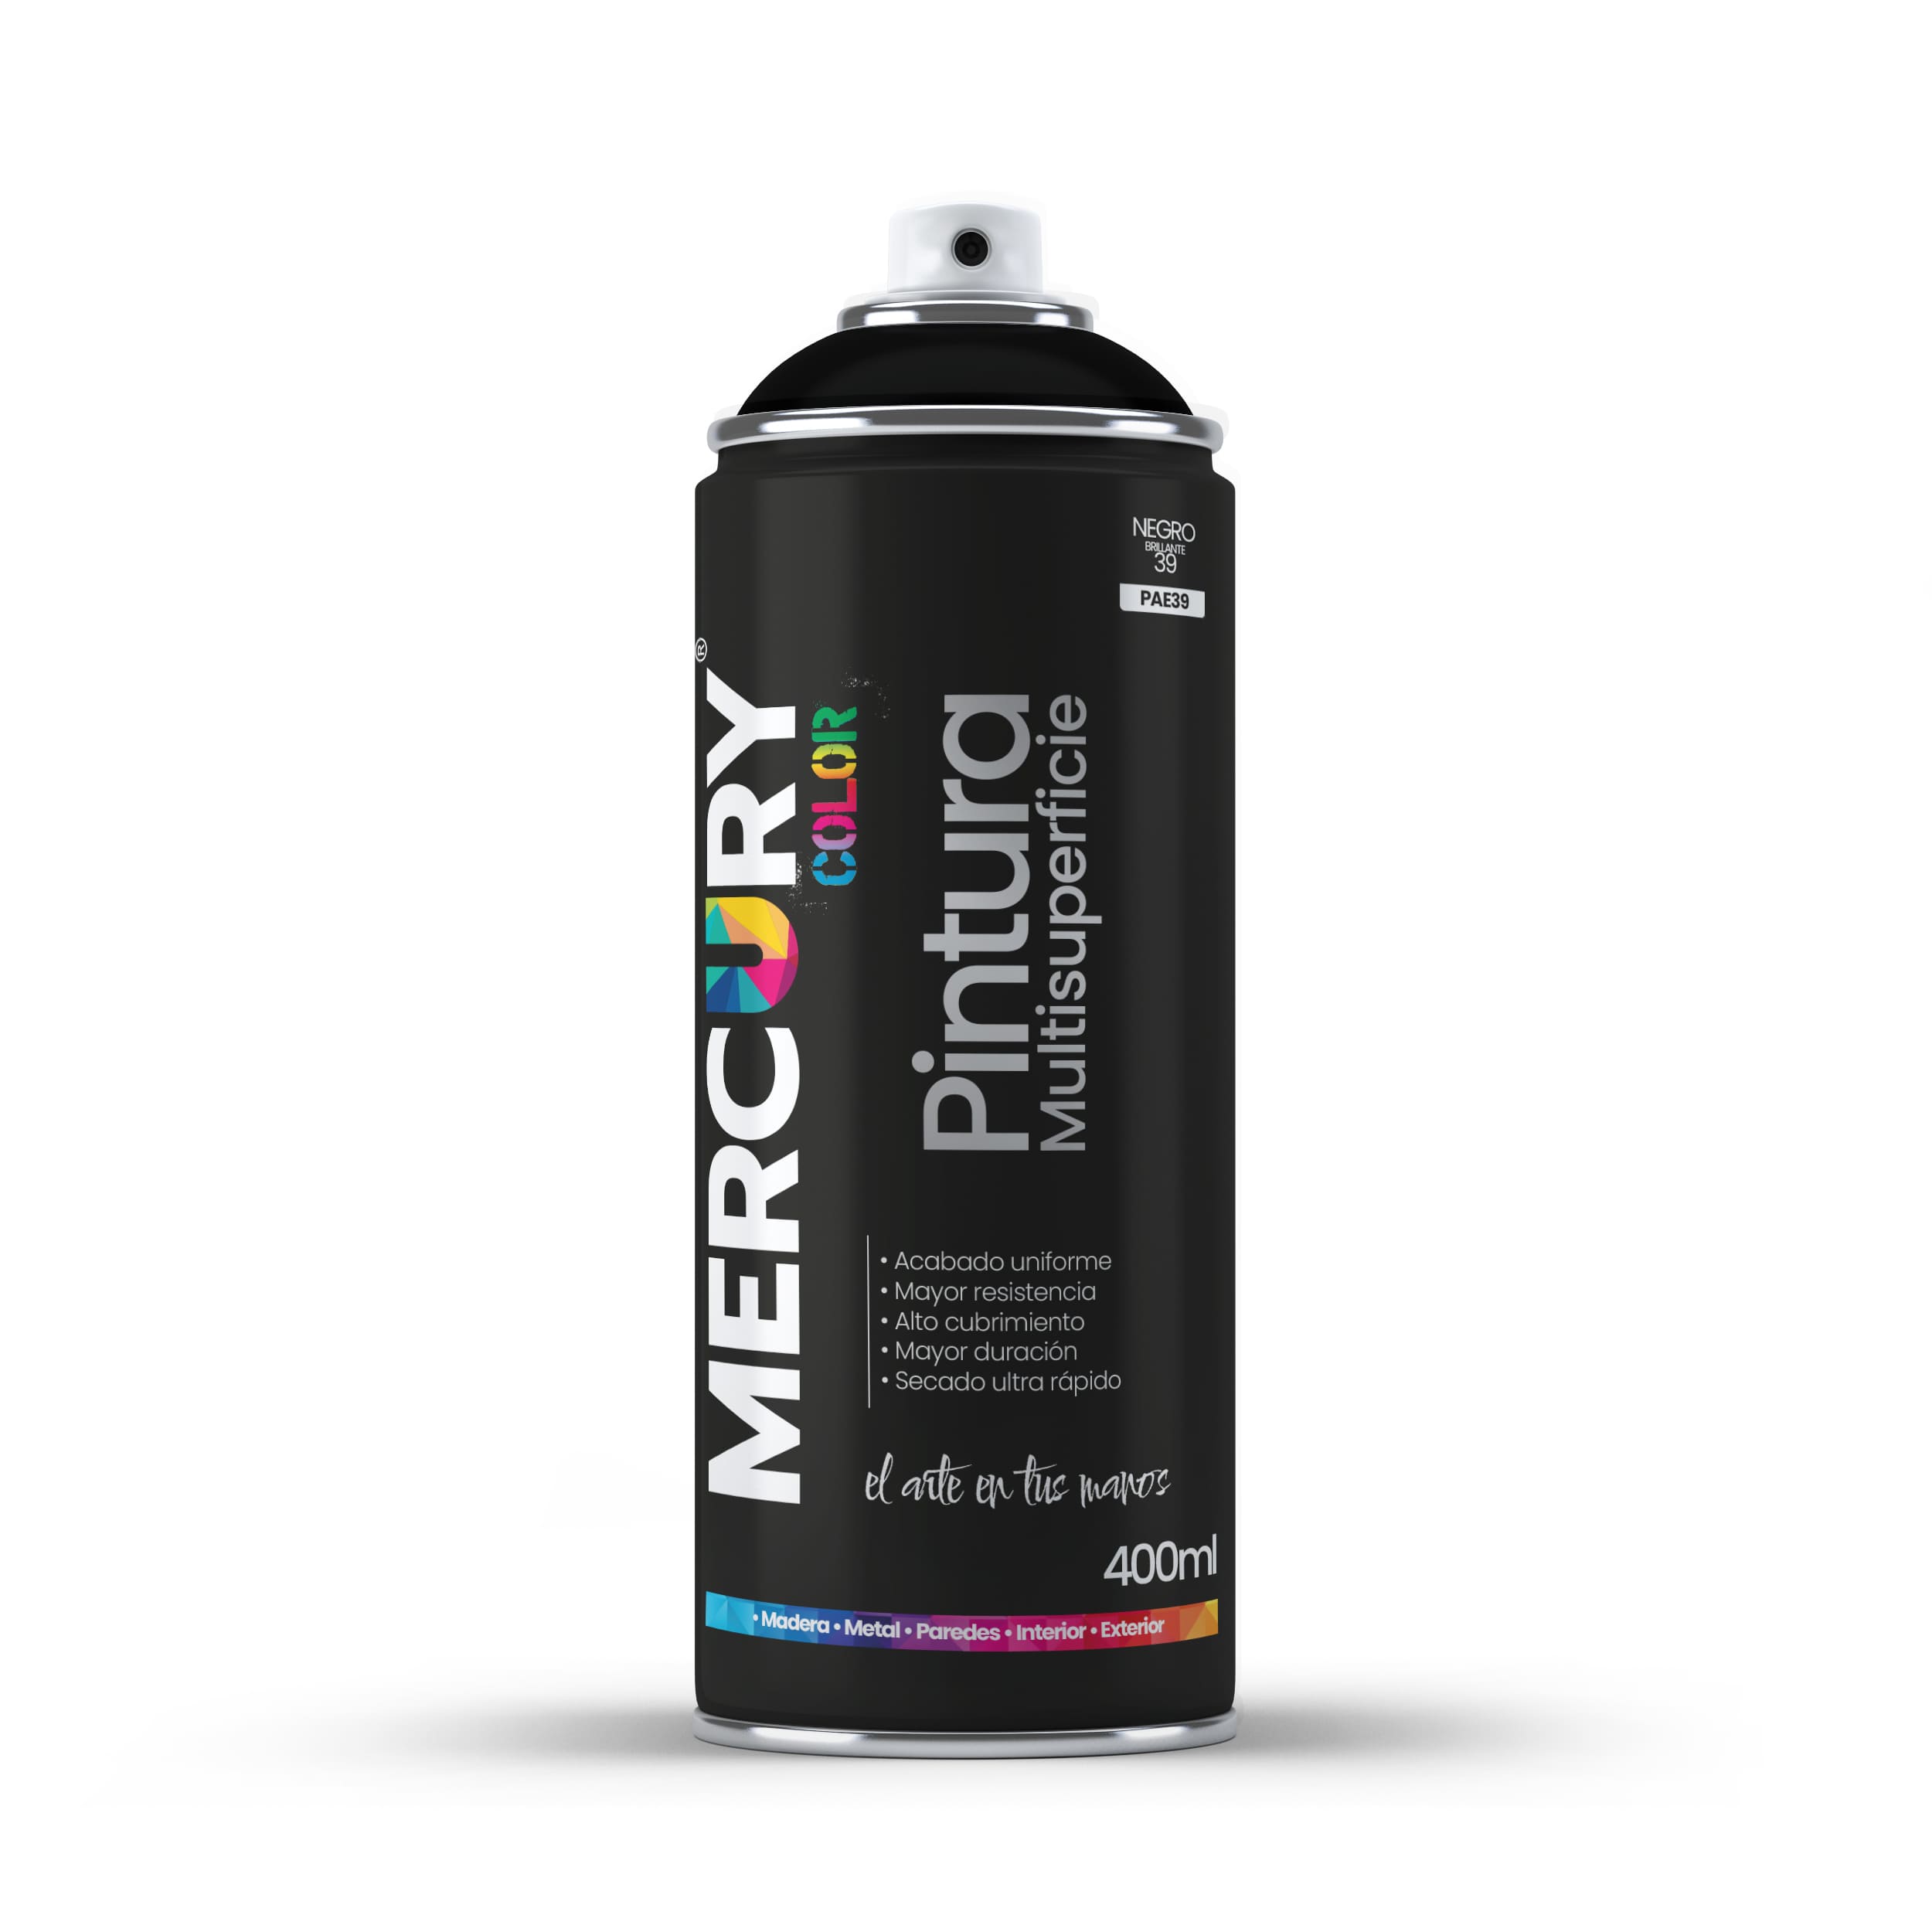 NEGRO
BRILLANTE
39
PAE39
MERCURY®
COLOR
Pintura
Multisuperficie
• Acabado uniforme
• Mayor resistencia
• Alto cubrimiento
• Mayor duración
• Secado ultra rápido
el arte en tus manos
400ml
• Madera • Metal • Paredes • Interior • Exterior